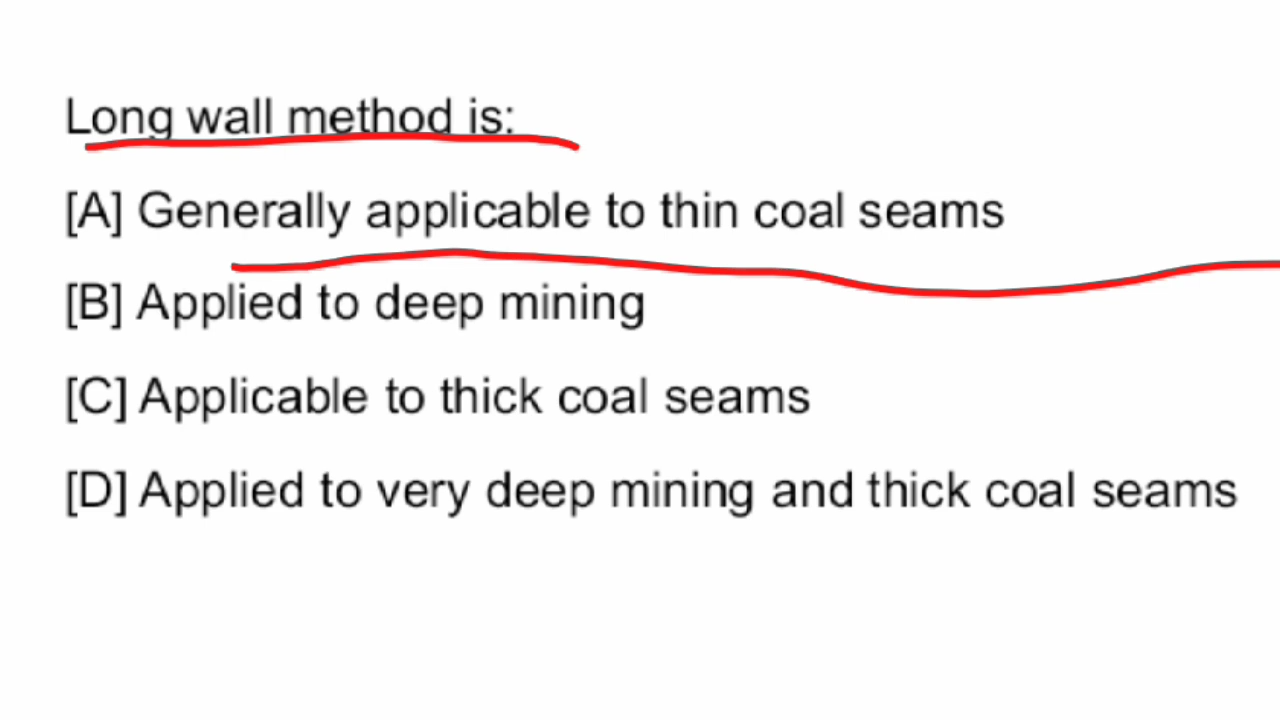 Long wall method is:
[A] Generally applicable to thin coal seams
[B] Applied to deep mining
[C] Applicable to thick coal seams
[D] Applied to very deep mining and thick coal seams